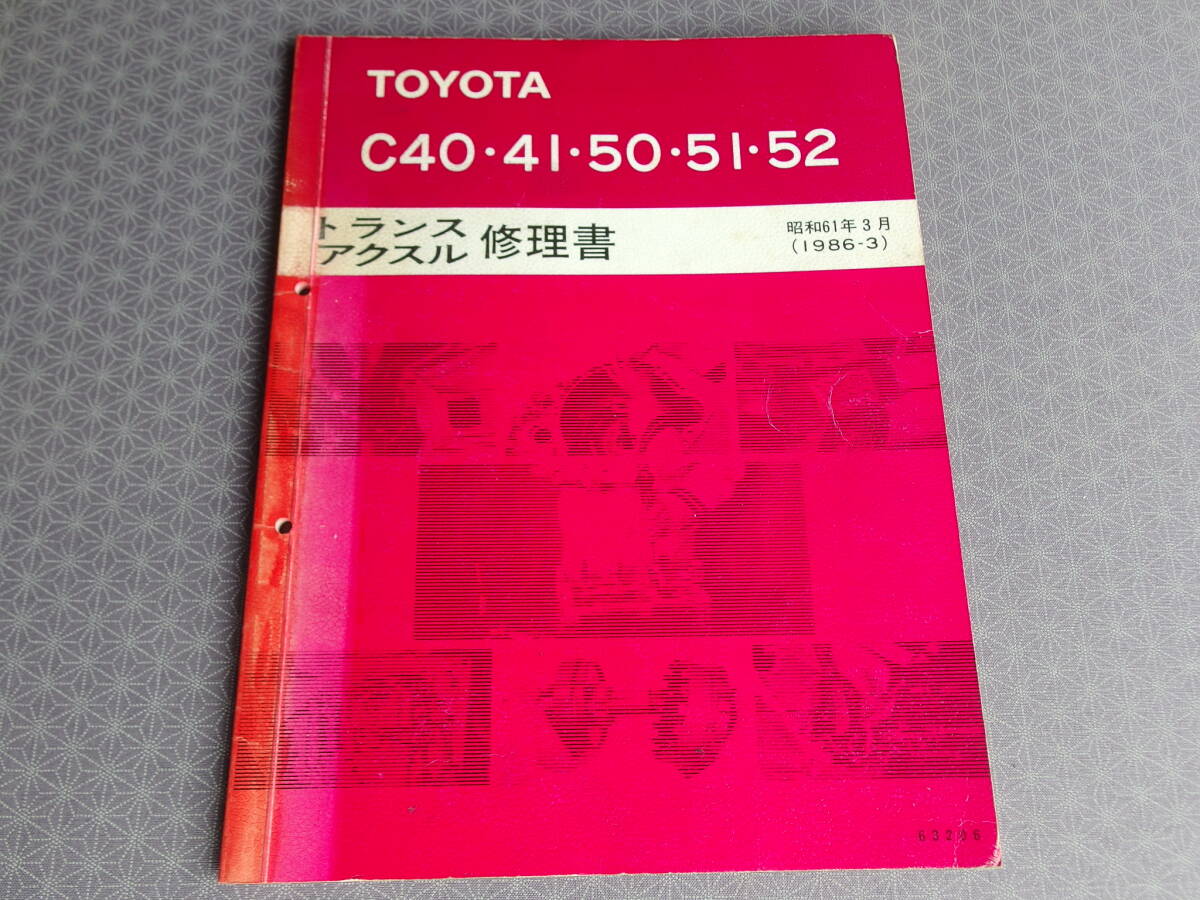 TOYOTA
C40・41・50・51・52
トランス
アクスル 修理書
昭和61年3月
(1986-3)
63206